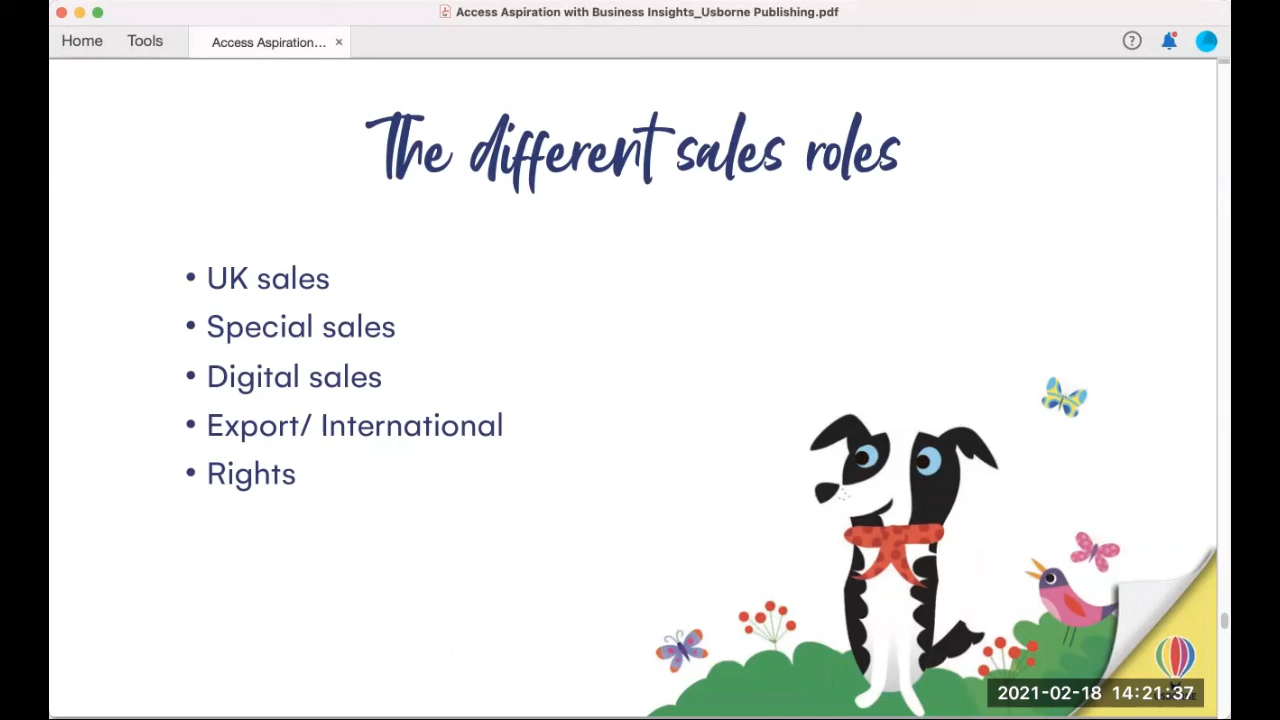 Access Aspiration with Business Insights_Usborne Publishing.pdf
Home Tools Access Aspiration... ×
The different sales roles
• UK sales
• Special sales
• Digital sales
• Export/ International
• Rights
2021-02-18 14:21:37